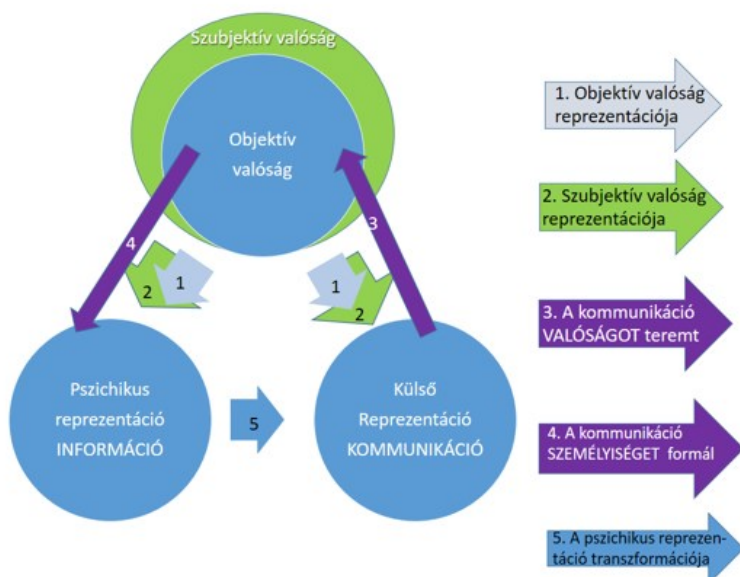 Szubjektív valóság
Objektív
valóság
4
3
2
1
1
2
Pszichikus
reprezentáció
INFORMÁCIÓ
5
Külső
Reprezentáció
KOMMUNIKÁCIÓ
1. Objektív valóság
reprezentációja
2. Szubjektív valóság
reprezentációja
3. A kommunikáció
VALÓSÁGOT teremt
4. A kommunikáció
SZEMÉLYISÉGET formál
5. A pszichikus reprezen-
táció transzformációja